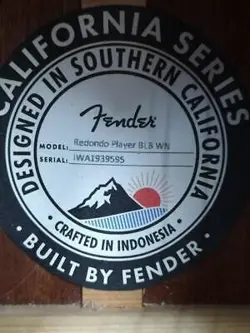 CALIFORNIA SERIES
DESIGNED IN SOUTHERN CALIFORNIA
Fender
MODEL: Redondo Player BLB WN
SERIAL: iWA1939595
· CRAFTED IN INDONESIA ·
· BUILT BY FENDER ·